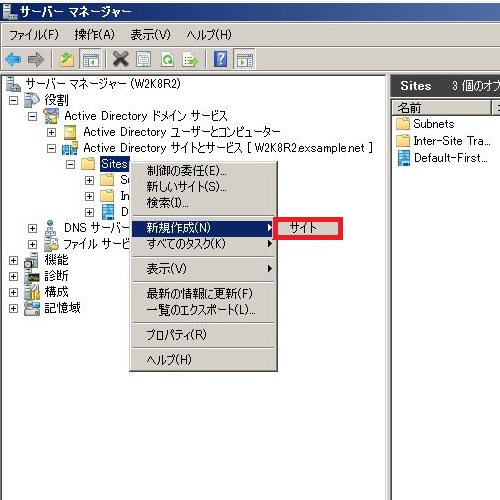 サーバー マネージャー
ファイル(F) 操作(A) 表示(V) ヘルプ(H)
サーバー マネージャー (W2K8R2)
役割
Active Directory ドメイン サービス
Active Directory ユーザーとコンピューター
Active Directory サイトとサービス [ W2K8R2.exsample.net ]
Sites
DNS サーバー
ファイル サービ
機能
診断
構成
記憶域
制御の委任(E)...
新しいサイト(S)...
検索(I)...
新規作成(N)
サイト
すべてのタスク(K)
表示(V)
最新の情報に更新(F)
一覧のエクスポート(L)...
プロパティ(R)
ヘルプ(H)
Sites 3 個のオブ
名前
Subnets
Inter-Site Tra...
Default-First...